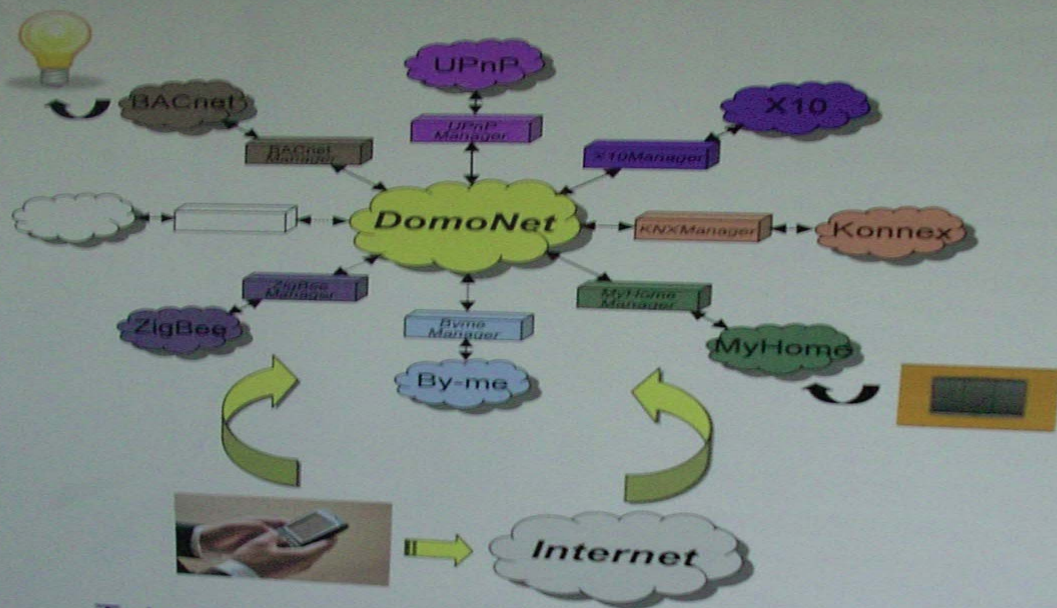 UPnP
BACnet
X10
UPnP
Manager
BACnet
Manager
X10Manager
DomoNet
KNXManager
Konnex
ZigBee
Manager
MyHome
Manager
ZigBee
Byme
Manager
MyHome
By-me
Internet